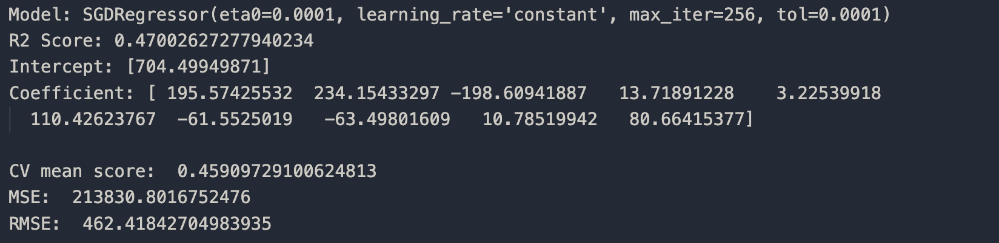 Model: SGDRegressor(eta0=0.0001, learning_rate='constant', max_iter=256, tol=0.0001)
R2 Score: 0.47002627277940234
Intercept: [704.49949871]
Coefficient: [ 195.57425532  234.15433297 -198.60941887   13.71891228    3.22539918
  110.42623767  -61.5525019   -63.49801609   10.78519942   80.66415377]
CV mean score:  0.45909729100624813
MSE:  213830.8016752476
RMSE:  462.41842704983935